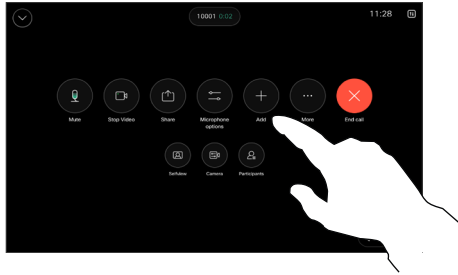 10001 0:02
11:28
Mute
Stop Video
Share
Microphone
options
Add
More
End call
Selfview
Camera
Participants